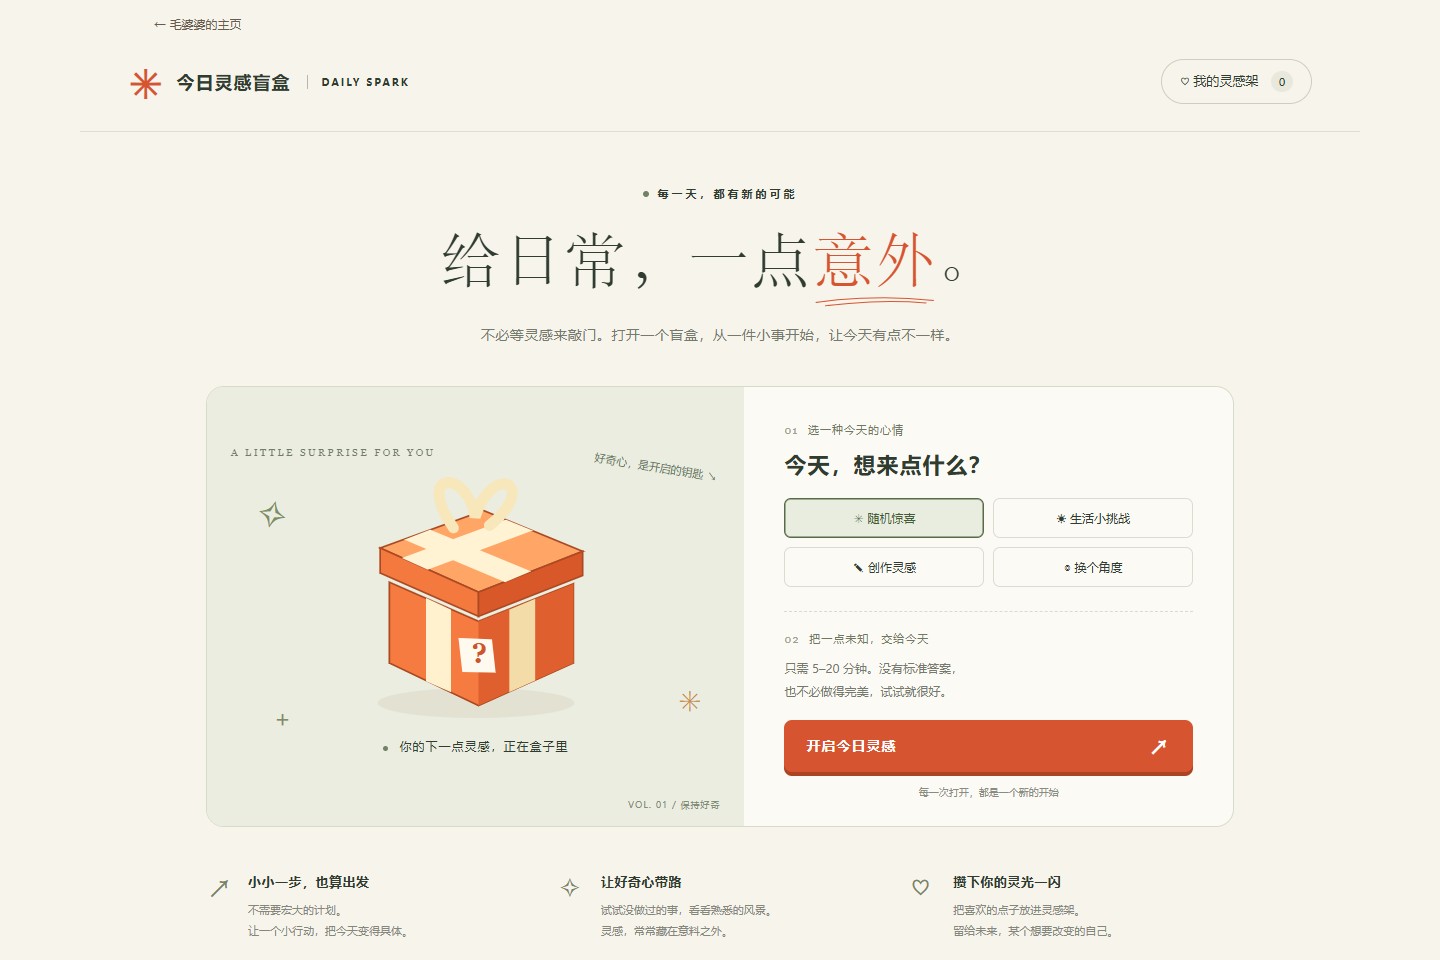 ← 毛婆婆的主页
今日灵感盲盒
DAILY SPARK
♡ 我的灵感架 0
每一天，都有新的可能
给日常，一点意外。
不必等灵感来敲门。打开一个盲盒，从一件小事开始，让今天有点不一样。
A LITTLE SURPRISE FOR YOU
好奇心，是开启的钥匙 ↘
?
你的下一点灵感，正在盒子里
VOL. 01 / 保持好奇
01 选一种今天的心情
今天，想来点什么？
随机惊喜
生活小挑战
创作灵感
换个角度
02 把一点未知，交给今天
只需 5–20 分钟。没有标准答案，
也不必做得完美，试试就很好。
开启今日灵感
每一次打开，都是一个新的开始
小小一步，也算出发
不需要宏大的计划。
让一个小行动，把今天变得具体。
让好奇心带路
试试没做过的事，看看熟悉的风景。
灵感，常常藏在意料之外。
攒下你的灵光一闪
把喜欢的点子放进灵感架。
留给未来，某个想要改变的自己。